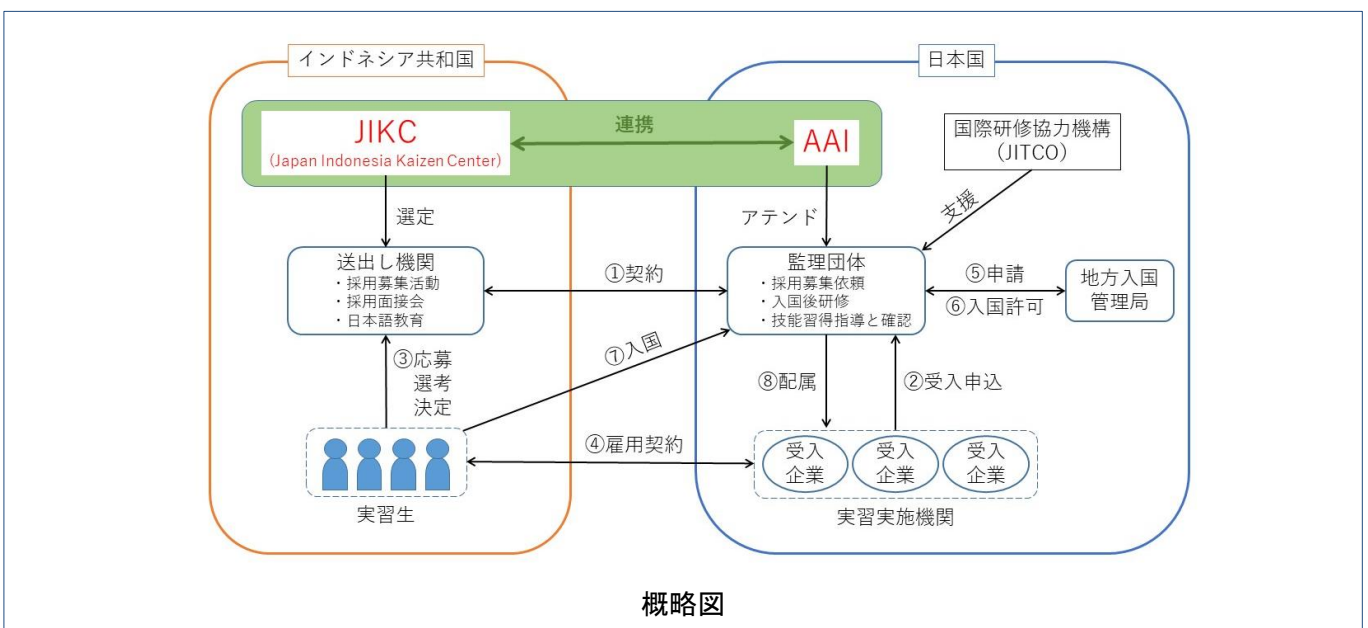 インドネシア共和国
日本国
JIKC
(Japan Indonesia Kaizen Center)
連携
AAI
国際研修協力機構
(JITCO)
選定
アテンド
支援
送出し機関
・採用募集活動
・採用面接会
・日本語教育
①契約
監理団体
・採用募集依頼
・入国後研修
・技能習得指導と確認
⑤申請
⑥入国許可
地方入国
管理局
③応募
選考
決定
⑦入国
⑧配属
②受入申込
④雇用契約
受入
企業
受入
企業
受入
企業
実習生
実習実施機関
概略図